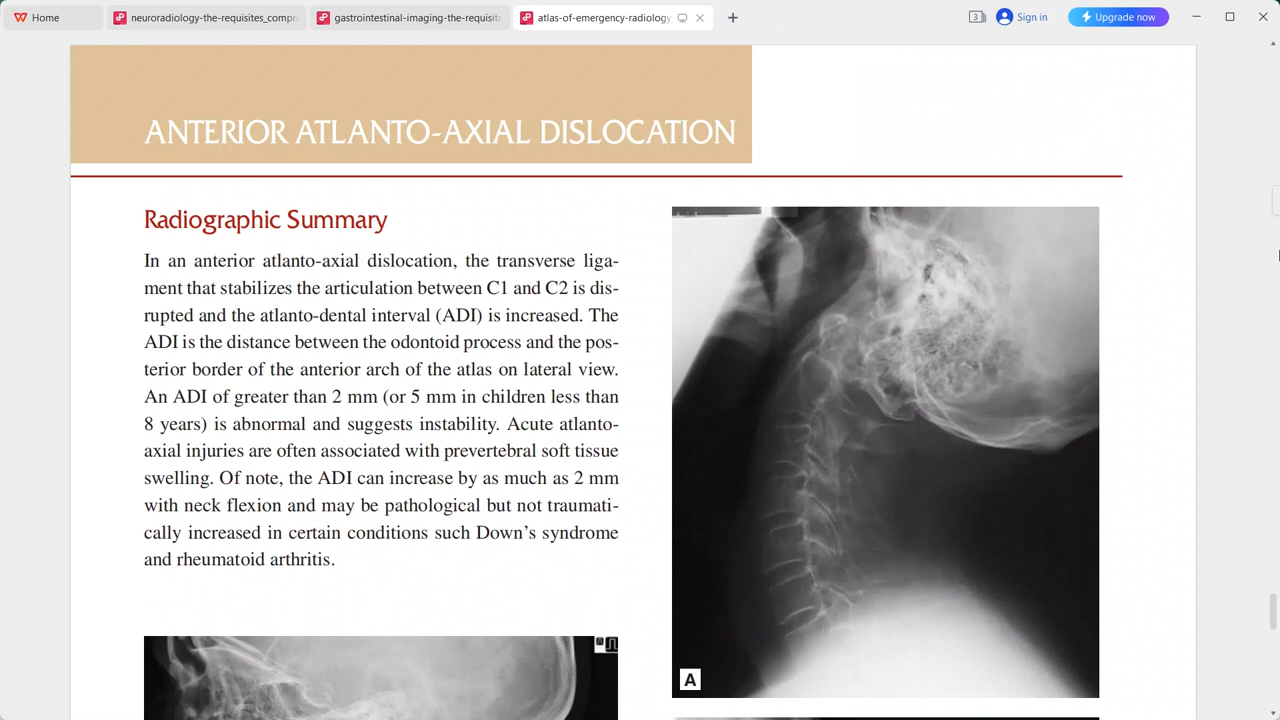 Home
neuroradiology-the-requisites_compr
gastrointestinal-imaging-the-requisite
atlas-of-emergency-radiology
3
Sign in
Upgrade now
ANTERIOR ATLANTO-AXIAL DISLOCATION
Radiographic Summary
In an anterior atlanto-axial dislocation, the transverse liga-
ment that stabilizes the articulation between C1 and C2 is dis-
rupted and the atlanto-dental interval (ADI) is increased. The
ADI is the distance between the odontoid process and the pos-
terior border of the anterior arch of the atlas on lateral view.
An ADI of greater than 2 mm (or 5 mm in children less than
8 years) is abnormal and suggests instability. Acute atlanto-
axial injuries are often associated with prevertebral soft tissue
swelling. Of note, the ADI can increase by as much as 2 mm
with neck flexion and may be pathological but not traumati-
cally increased in certain conditions such Down's syndrome
and rheumatoid arthritis.
A